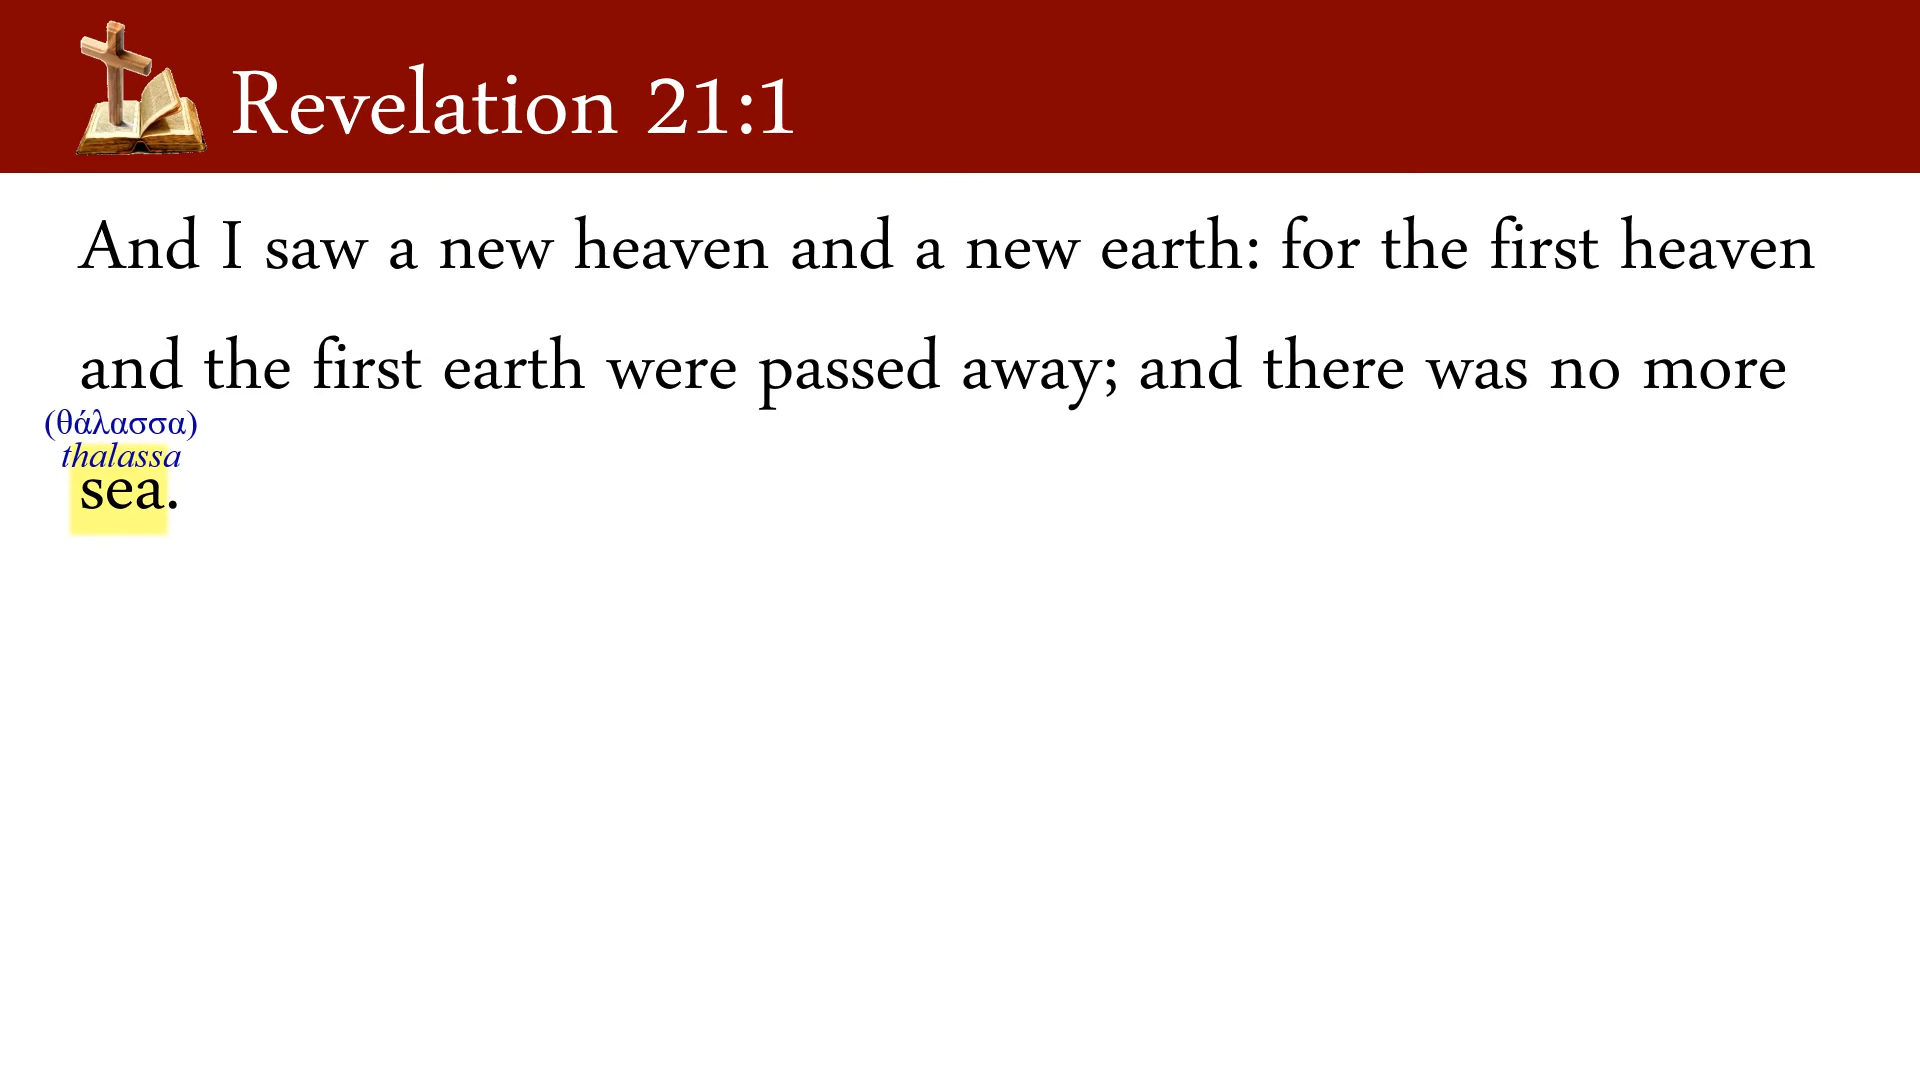 Revelation 21:1
And I saw a new heaven and a new earth: for the first heaven
and the first earth were passed away; and there was no more
(θάλασσα)
thalassa
sea.